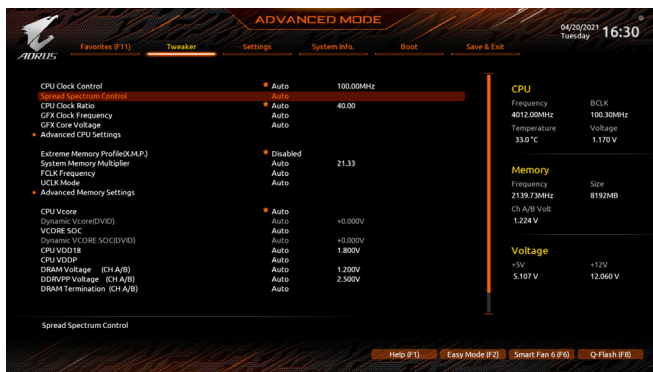 ADVANCED MODE
04/20/2021 Tuesday 16:30
AORUS
Favorites (F11) Tweaker Settings System Info. Boot Save & Exit
CPU Clock Control Auto 100.00MHz
Spread Spectrum Control Auto
CPU Clock Ratio Auto 40.00
GFX Clock Frequency Auto
GFX Core Voltage Auto
Advanced CPU Settings
Extreme Memory Profile(X.M.P.) Disabled
System Memory Multiplier Auto 21.33
FCLK Frequency Auto
UCLK Mode Auto
Advanced Memory Settings
CPU Vcore Auto
Dynamic Vcore(DVID) Auto +0.000V
VCORE SOC Auto
Dynamic VCORE SOC(DVID) Auto +0.000V
CPU VDD18 Auto 1.800V
CPU VDDP Auto
DRAM Voltage (CH A/B) Auto 1.200V
DDRVPP Voltage (CH A/B) Auto 2.500V
DRAM Termination (CH A/B) Auto
CPU
Frequency BCLK
4012.00MHz 100.30MHz
Temperature Voltage
33.0 °C 1.170 V
Memory
Frequency Size
2139.73MHz 8192MB
Ch A/B Volt
1.224 V
Voltage
+5V +12V
5.107 V 12.060 V
Spread Spectrum Control
Help (F1) Easy Mode (F2) Smart Fan 6 (F6) Q-Flash (F8)